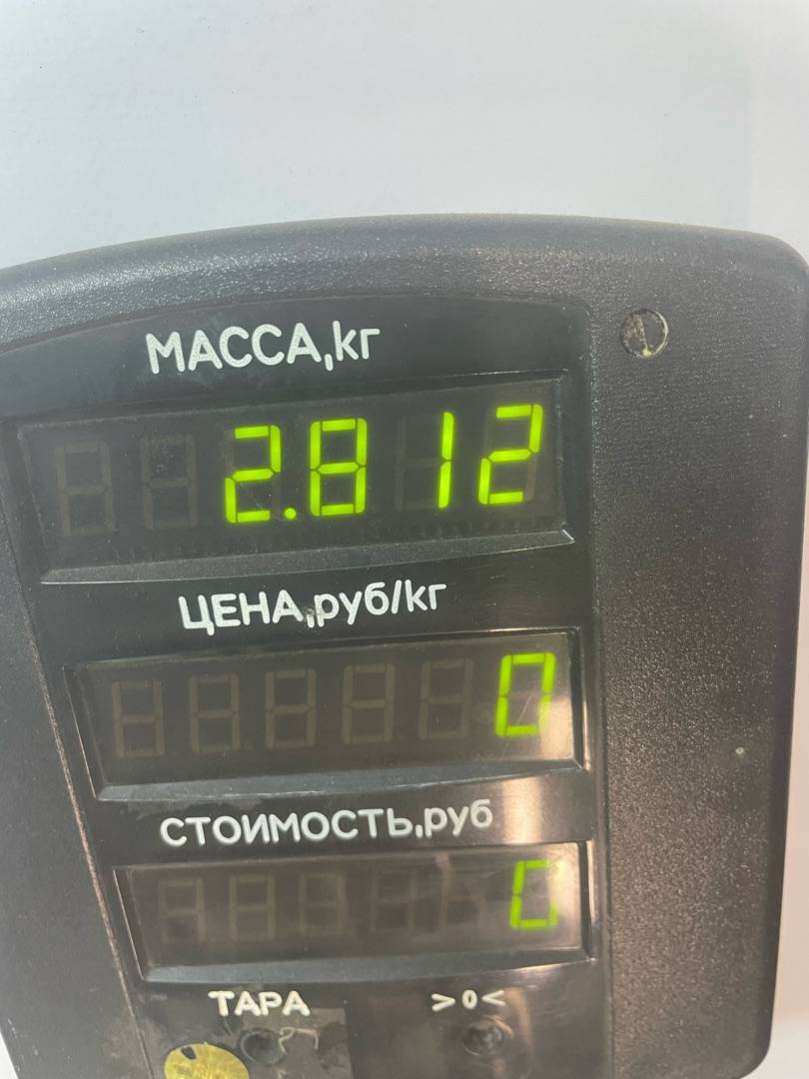 МАССА,кг
2.812
ЦЕНА,руб/кг
0
СТОИМОСТЬ,руб
0
ТАРА >0<